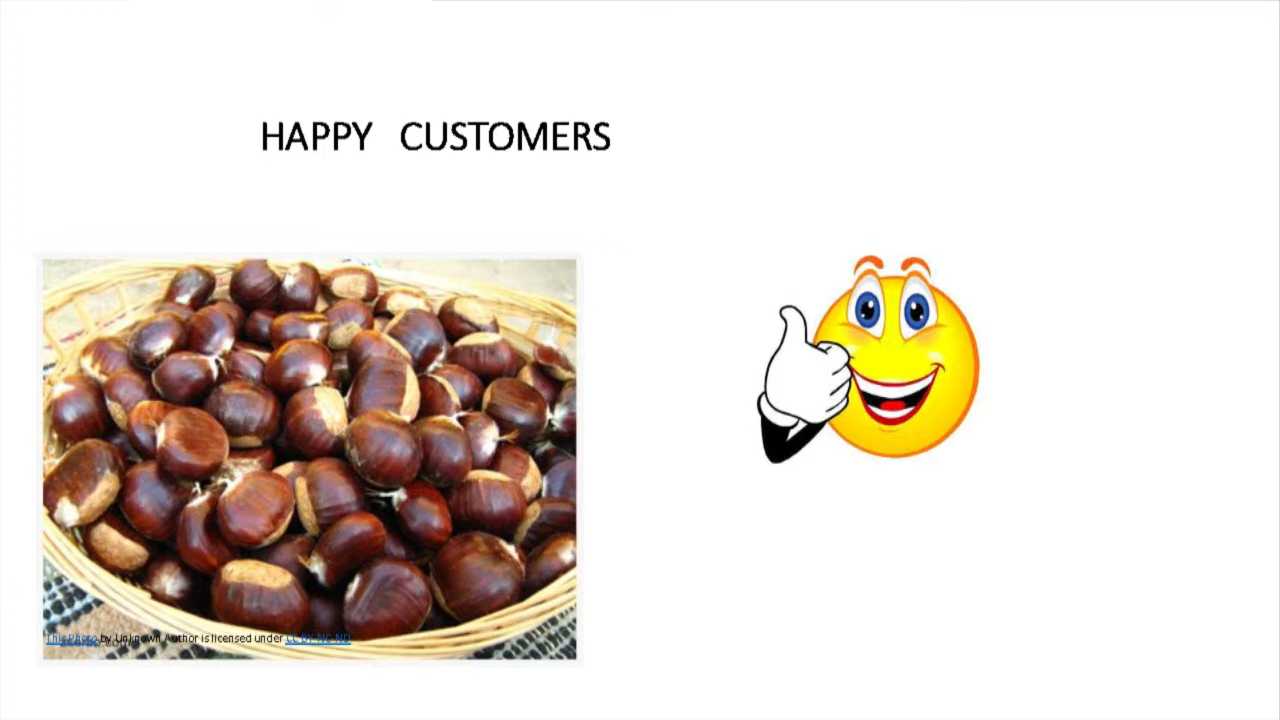 HAPPY CUSTOMERS
This Photo by Unknown Author is licensed under CC BY-NC-ND